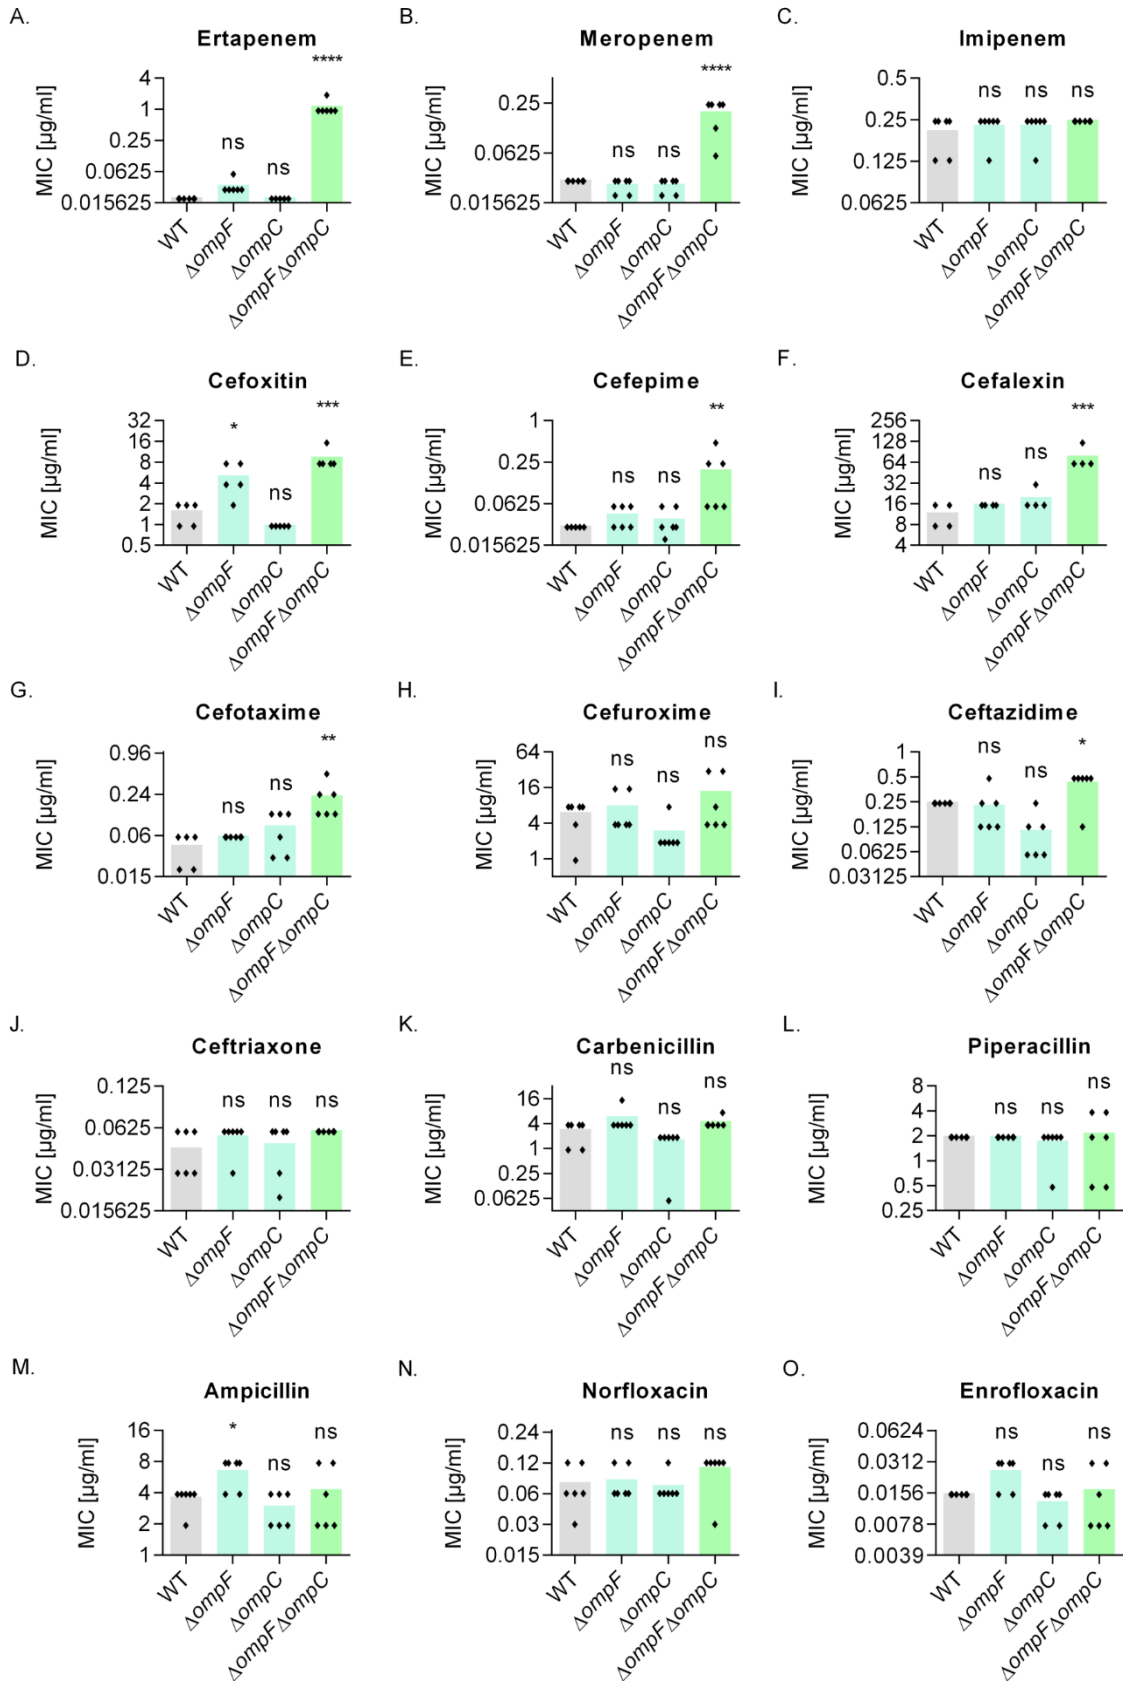 A.
Ertapenem
MIC [µg/ml]
4
1
0.25
0.0625
0.015625
ns
ns
****
WT
ΔompF
ΔompC
ΔompFΔompC
B.
Meropenem
MIC [µg/ml]
0.25
0.0625
0.015625
ns
ns
****
WT
ΔompF
ΔompC
ΔompFΔompC
C.
Imipenem
MIC [µg/ml]
0.5
0.25
0.125
0.0625
ns
ns
ns
WT
ΔompF
ΔompC
ΔompFΔompC
D.
Cefoxitin
MIC [µg/ml]
32
16
8
4
2
1
0.5
*
ns
***
WT
ΔompF
ΔompC
ΔompFΔompC
E.
Cefepime
MIC [µg/ml]
1
0.25
0.0625
0.015625
ns
ns
**
WT
ΔompF
ΔompC
ΔompFΔompC
F.
Cefalexin
MIC [µg/ml]
256
128
64
32
16
8
4
ns
ns
***
WT
ΔompF
ΔompC
ΔompFΔompC
G.
Cefotaxime
MIC [µg/ml]
0.96
0.24
0.06
0.015
ns
ns
**
WT
ΔompF
ΔompC
ΔompFΔompC
H.
Cefuroxime
MIC [µg/ml]
64
16
4
1
ns
ns
ns
WT
ΔompF
ΔompC
ΔompFΔompC
I.
Ceftazidime
MIC [µg/ml]
1
0.5
0.25
0.125
0.0625
0.03125
ns
ns
*
WT
ΔompF
ΔompC
ΔompFΔompC
J.
Ceftriaxone
MIC [µg/ml]
0.125
0.0625
0.03125
0.015625
ns
ns
ns
WT
ΔompF
ΔompC
ΔompFΔompC
K.
Carbenicillin
MIC [µg/ml]
16
4
1
0.25
0.0625
ns
ns
ns
WT
ΔompF
ΔompC
ΔompFΔompC
L.
Piperacillin
MIC [µg/ml]
8
4
2
1
0.5
0.25
ns
ns
ns
WT
ΔompF
ΔompC
ΔompFΔompC
M.
Ampicillin
MIC [µg/ml]
16
8
4
2
1
*
ns
ns
WT
ΔompF
ΔompC
ΔompFΔompC
N.
Norfloxacin
MIC [µg/ml]
0.24
0.12
0.06
0.03
0.015
ns
ns
ns
WT
ΔompF
ΔompC
ΔompFΔompC
O.
Enrofloxacin
MIC [µg/ml]
0.0624
0.0312
0.0156
0.0078
0.0039
ns
ns
ns
WT
ΔompF
ΔompC
ΔompFΔompC